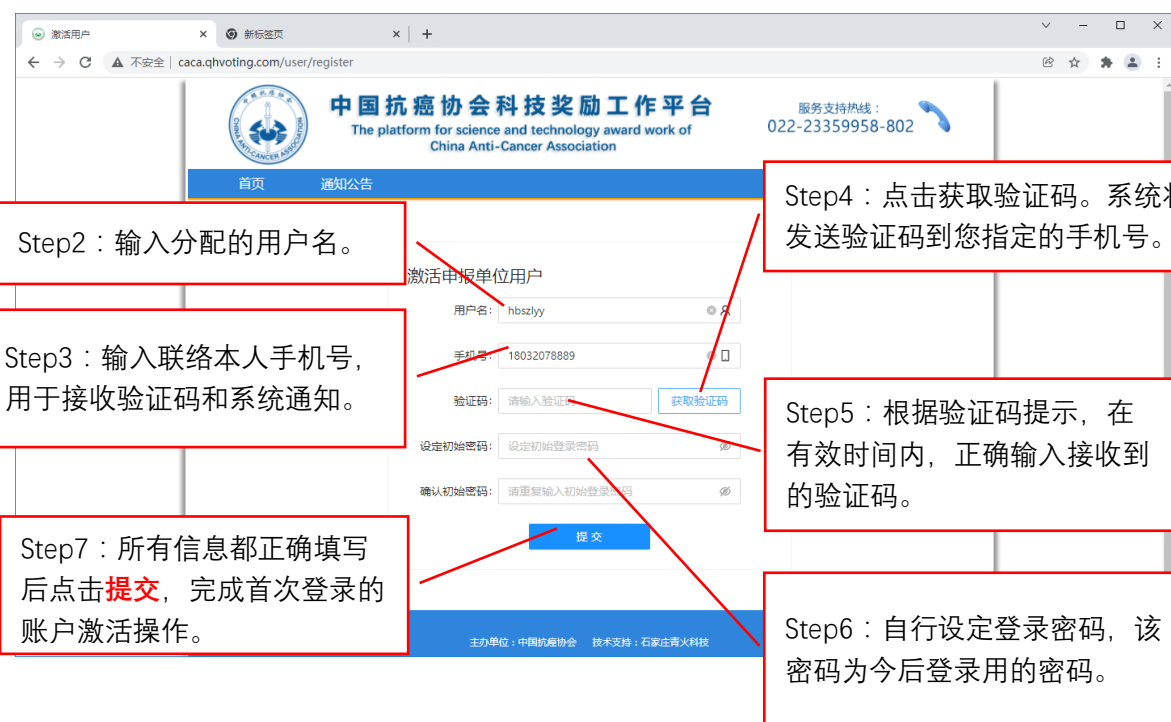 激活用户
新标签页
不安全 caca.qhvoting.com/user/register
CHINA ANTI-CANCER ASSOCIATION
中国抗癌协会科技奖励工作平台
The platform for science and technology award work of
China Anti-Cancer Association
服务支持热线：
022-23359958-802
首页 通知公告
Step4：点击获取验证码。系统
发送验证码到您指定的手机号。
Step2：输入分配的用户名。
激活申报单位用户
用户名： hbszlyy
Step3：输入联络本人手机号，
用于接收验证码和系统通知。
手机号： 18032078889
验证码： 请输入验证码 获取验证码
Step5：根据验证码提示，在
有效时间内，正确输入接收到
的验证码。
设定初始密码： 设定初始登录密码
确认初始密码： 请重复输入初始登录密码
提 交
Step7：所有信息都正确填写
后点击提交，完成首次登录的
账户激活操作。
Step6：自行设定登录密码，该
密码为今后登录用的密码。
主办单位：中国抗癌协会 技术支持：石家庄青火科技